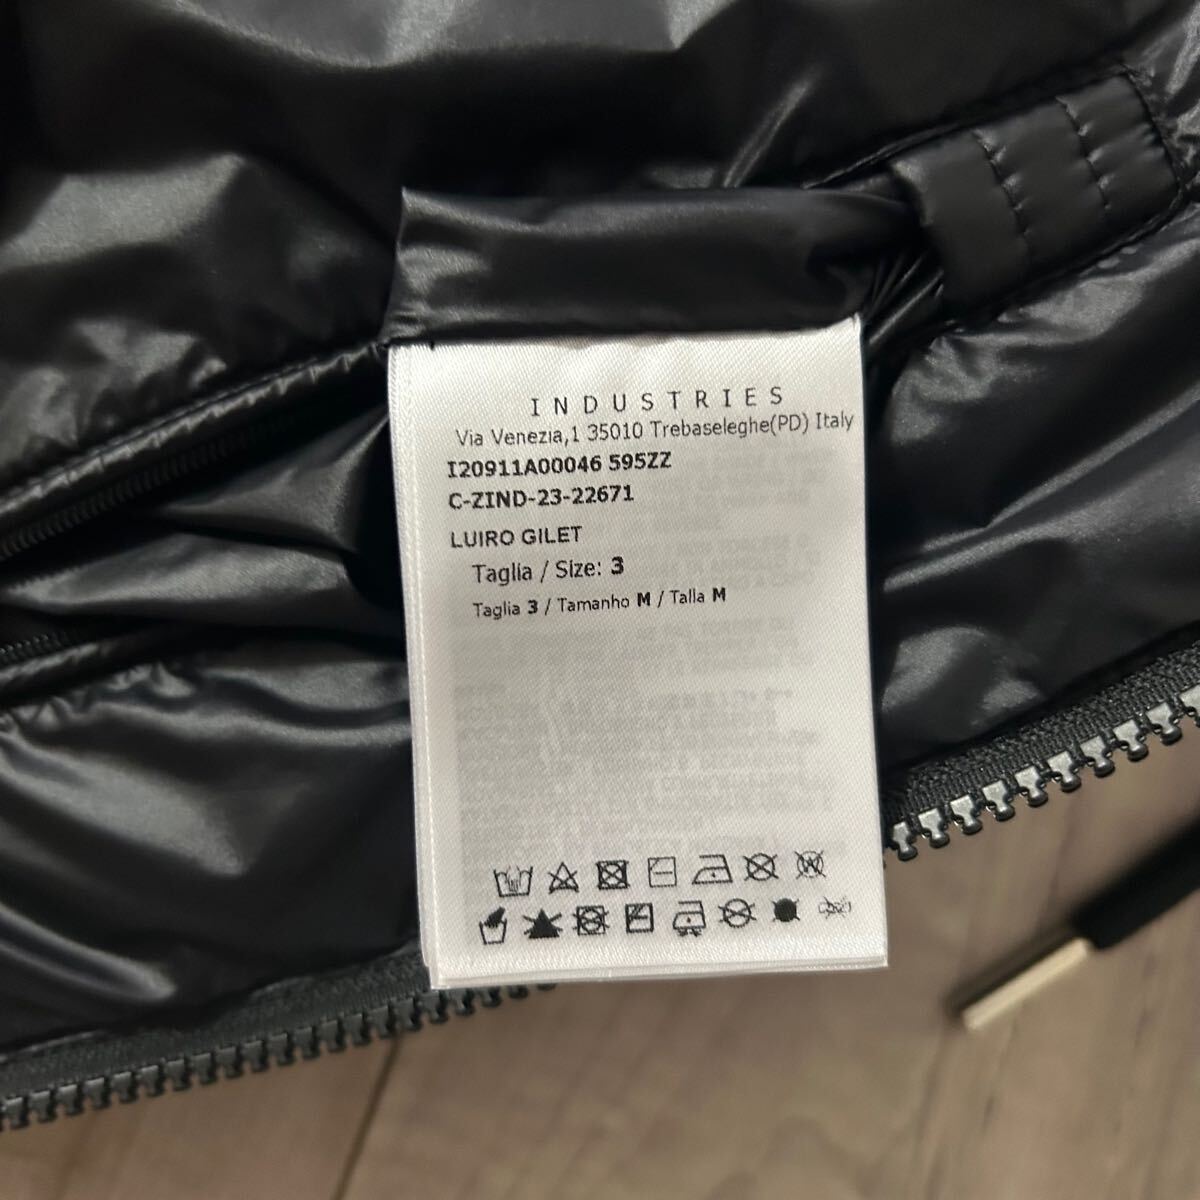 INDUSTRIES
Via Venezia,1 35010 Trebaseleghe(PD) Italy
I20911A00046 595ZZ
C-ZIND-23-22671
LUIRO GILET
Taglia / Size: 3
Taglia 3 / Tamanho M / Talla M